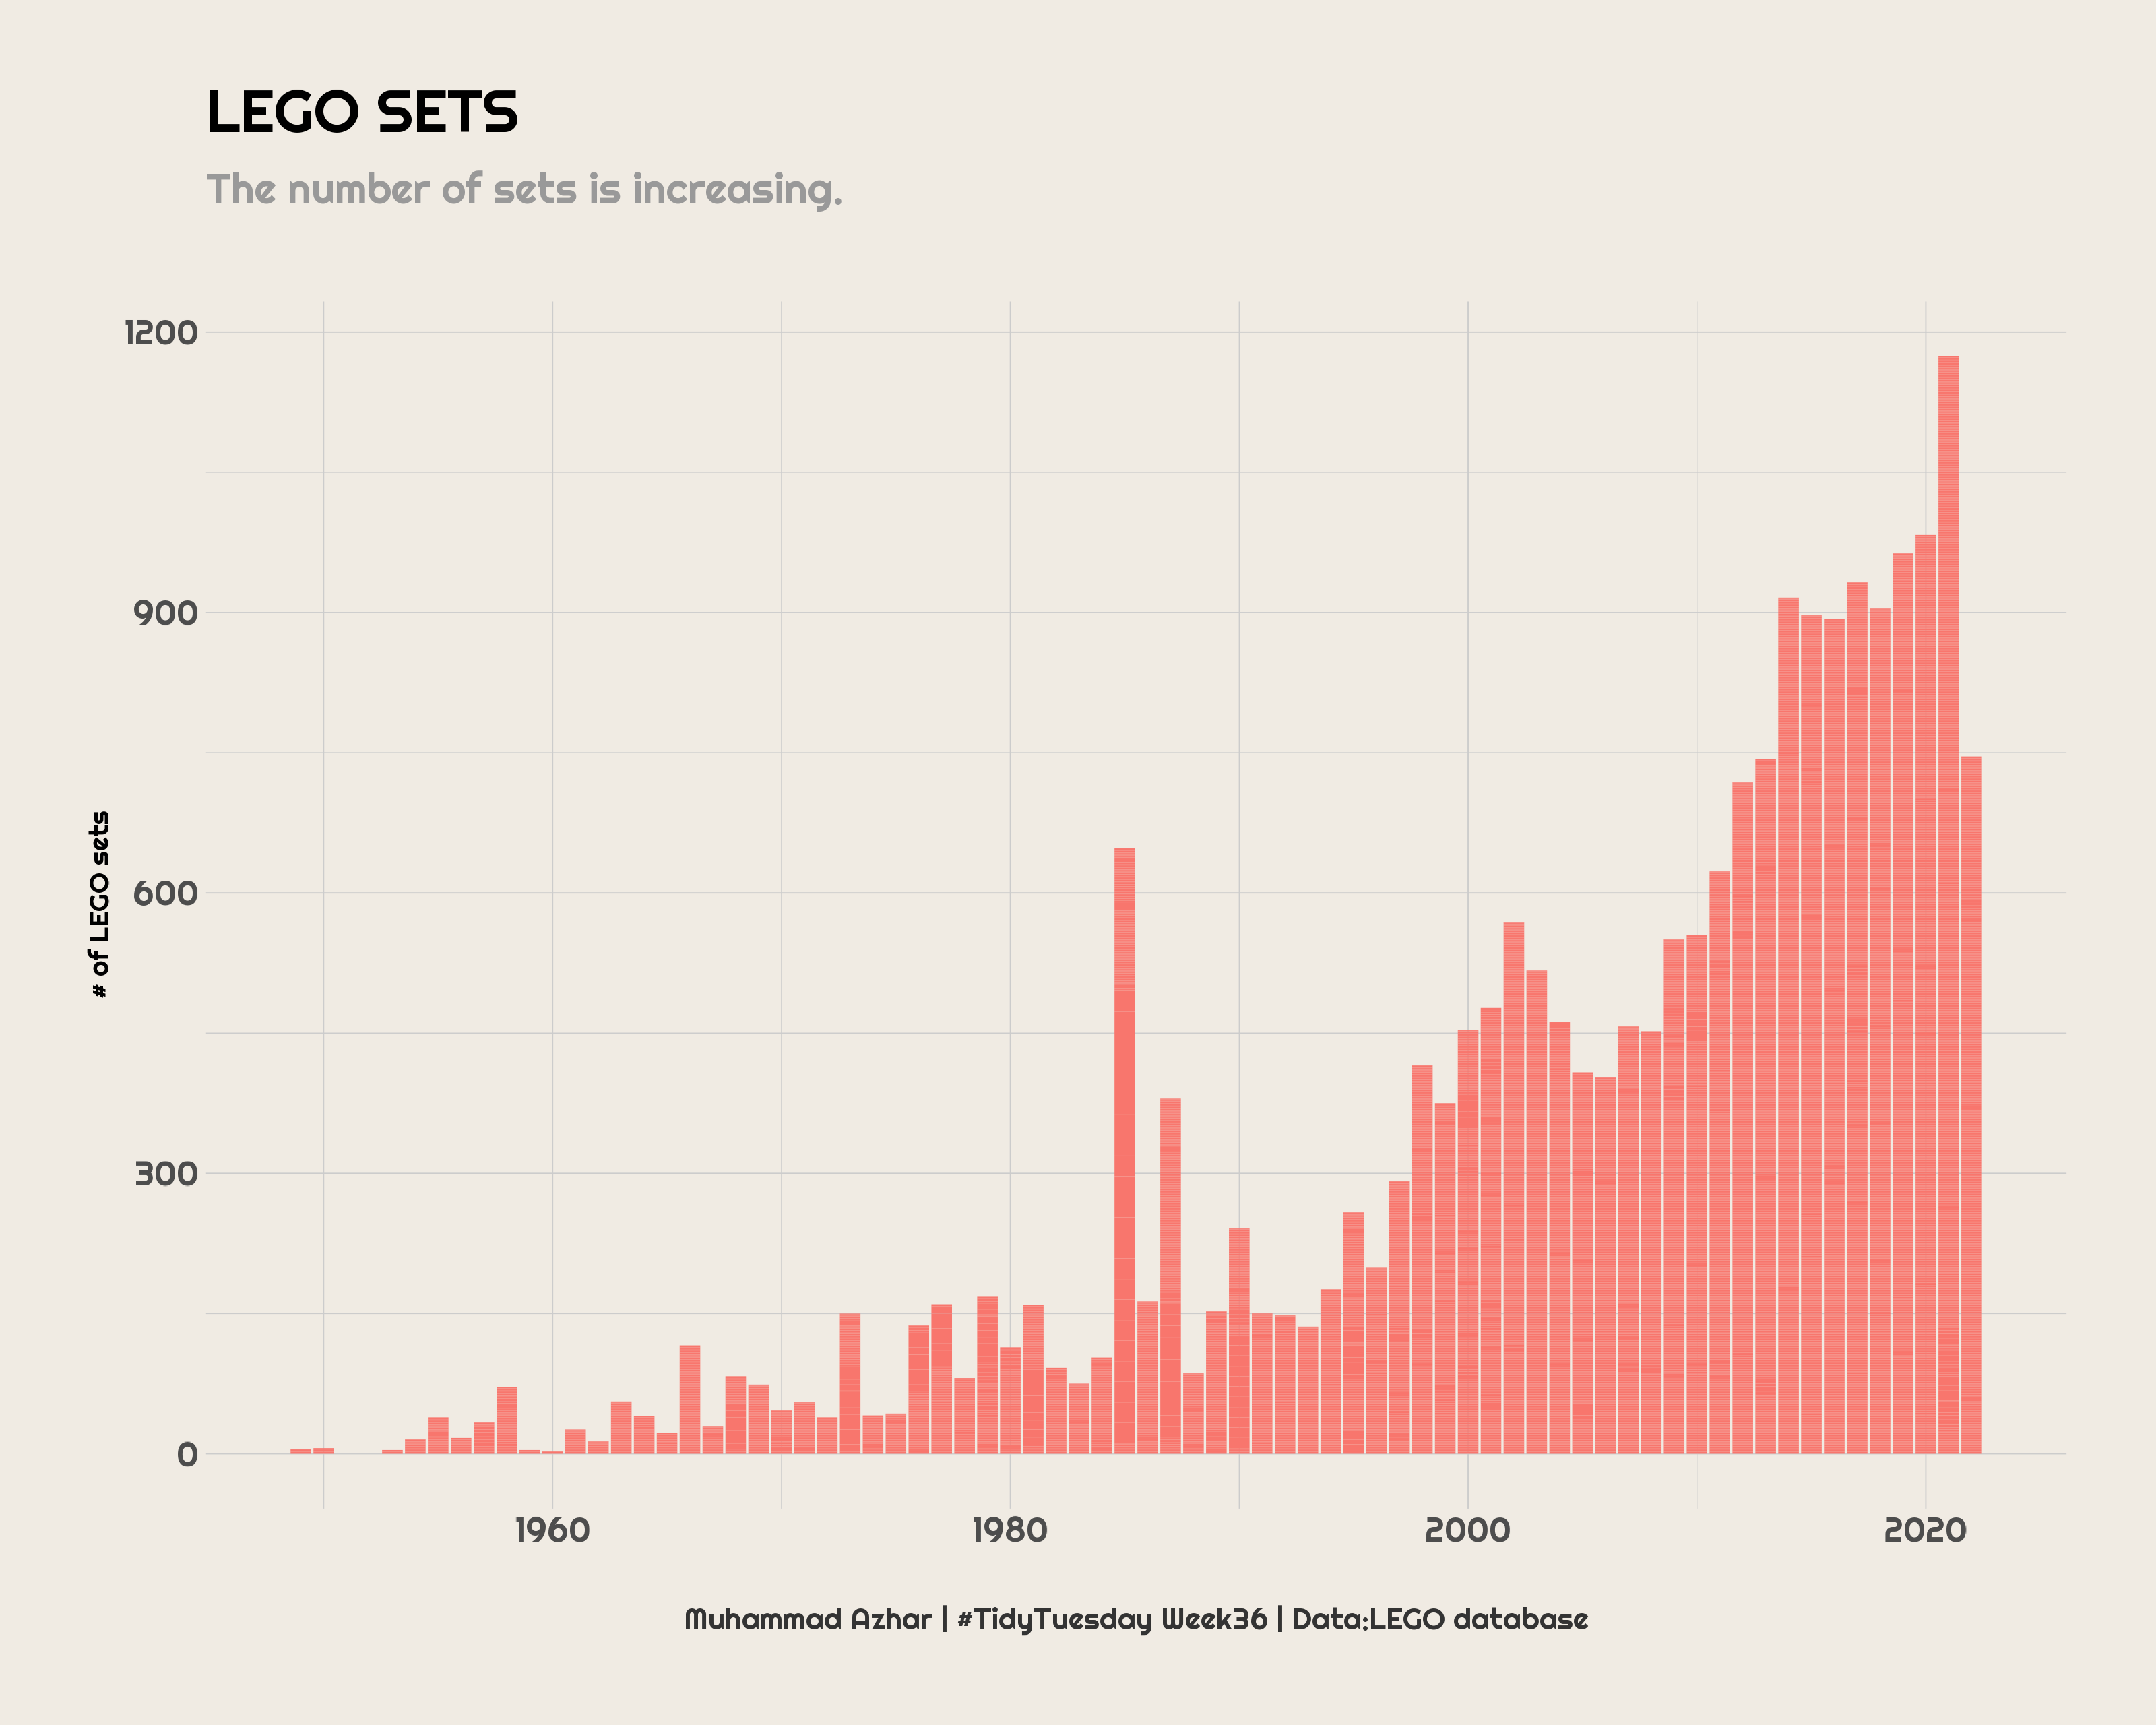 LEGO SETS
The number of sets is increasing.
1200
900
600
300
0
# of LEGO sets
1960 1980 2000 2020
Muhammad Azhar | #TidyTuesday Week36 | Data:LEGO database